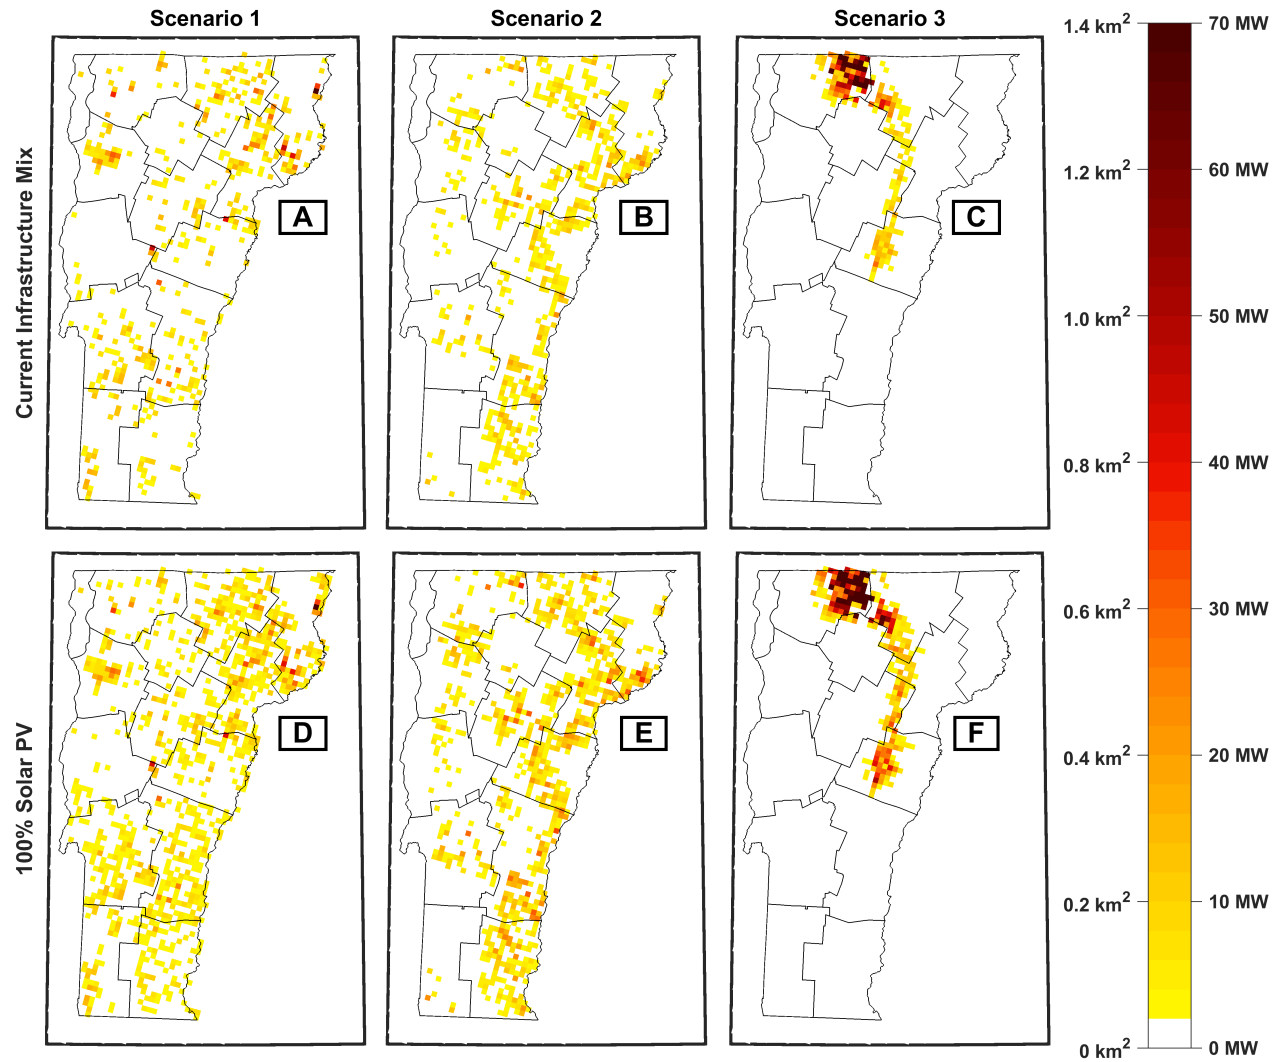 Scenario 1
Scenario 2
Scenario 3
Current Infrastructure Mix
A
B
C
100% Solar PV
D
E
F
1.4 km² 70 MW
60 MW
1.2 km²
1.0 km² 50 MW
0.8 km² 40 MW
0.6 km² 30 MW
0.4 km² 20 MW
0.2 km² 10 MW
0 km² 0 MW